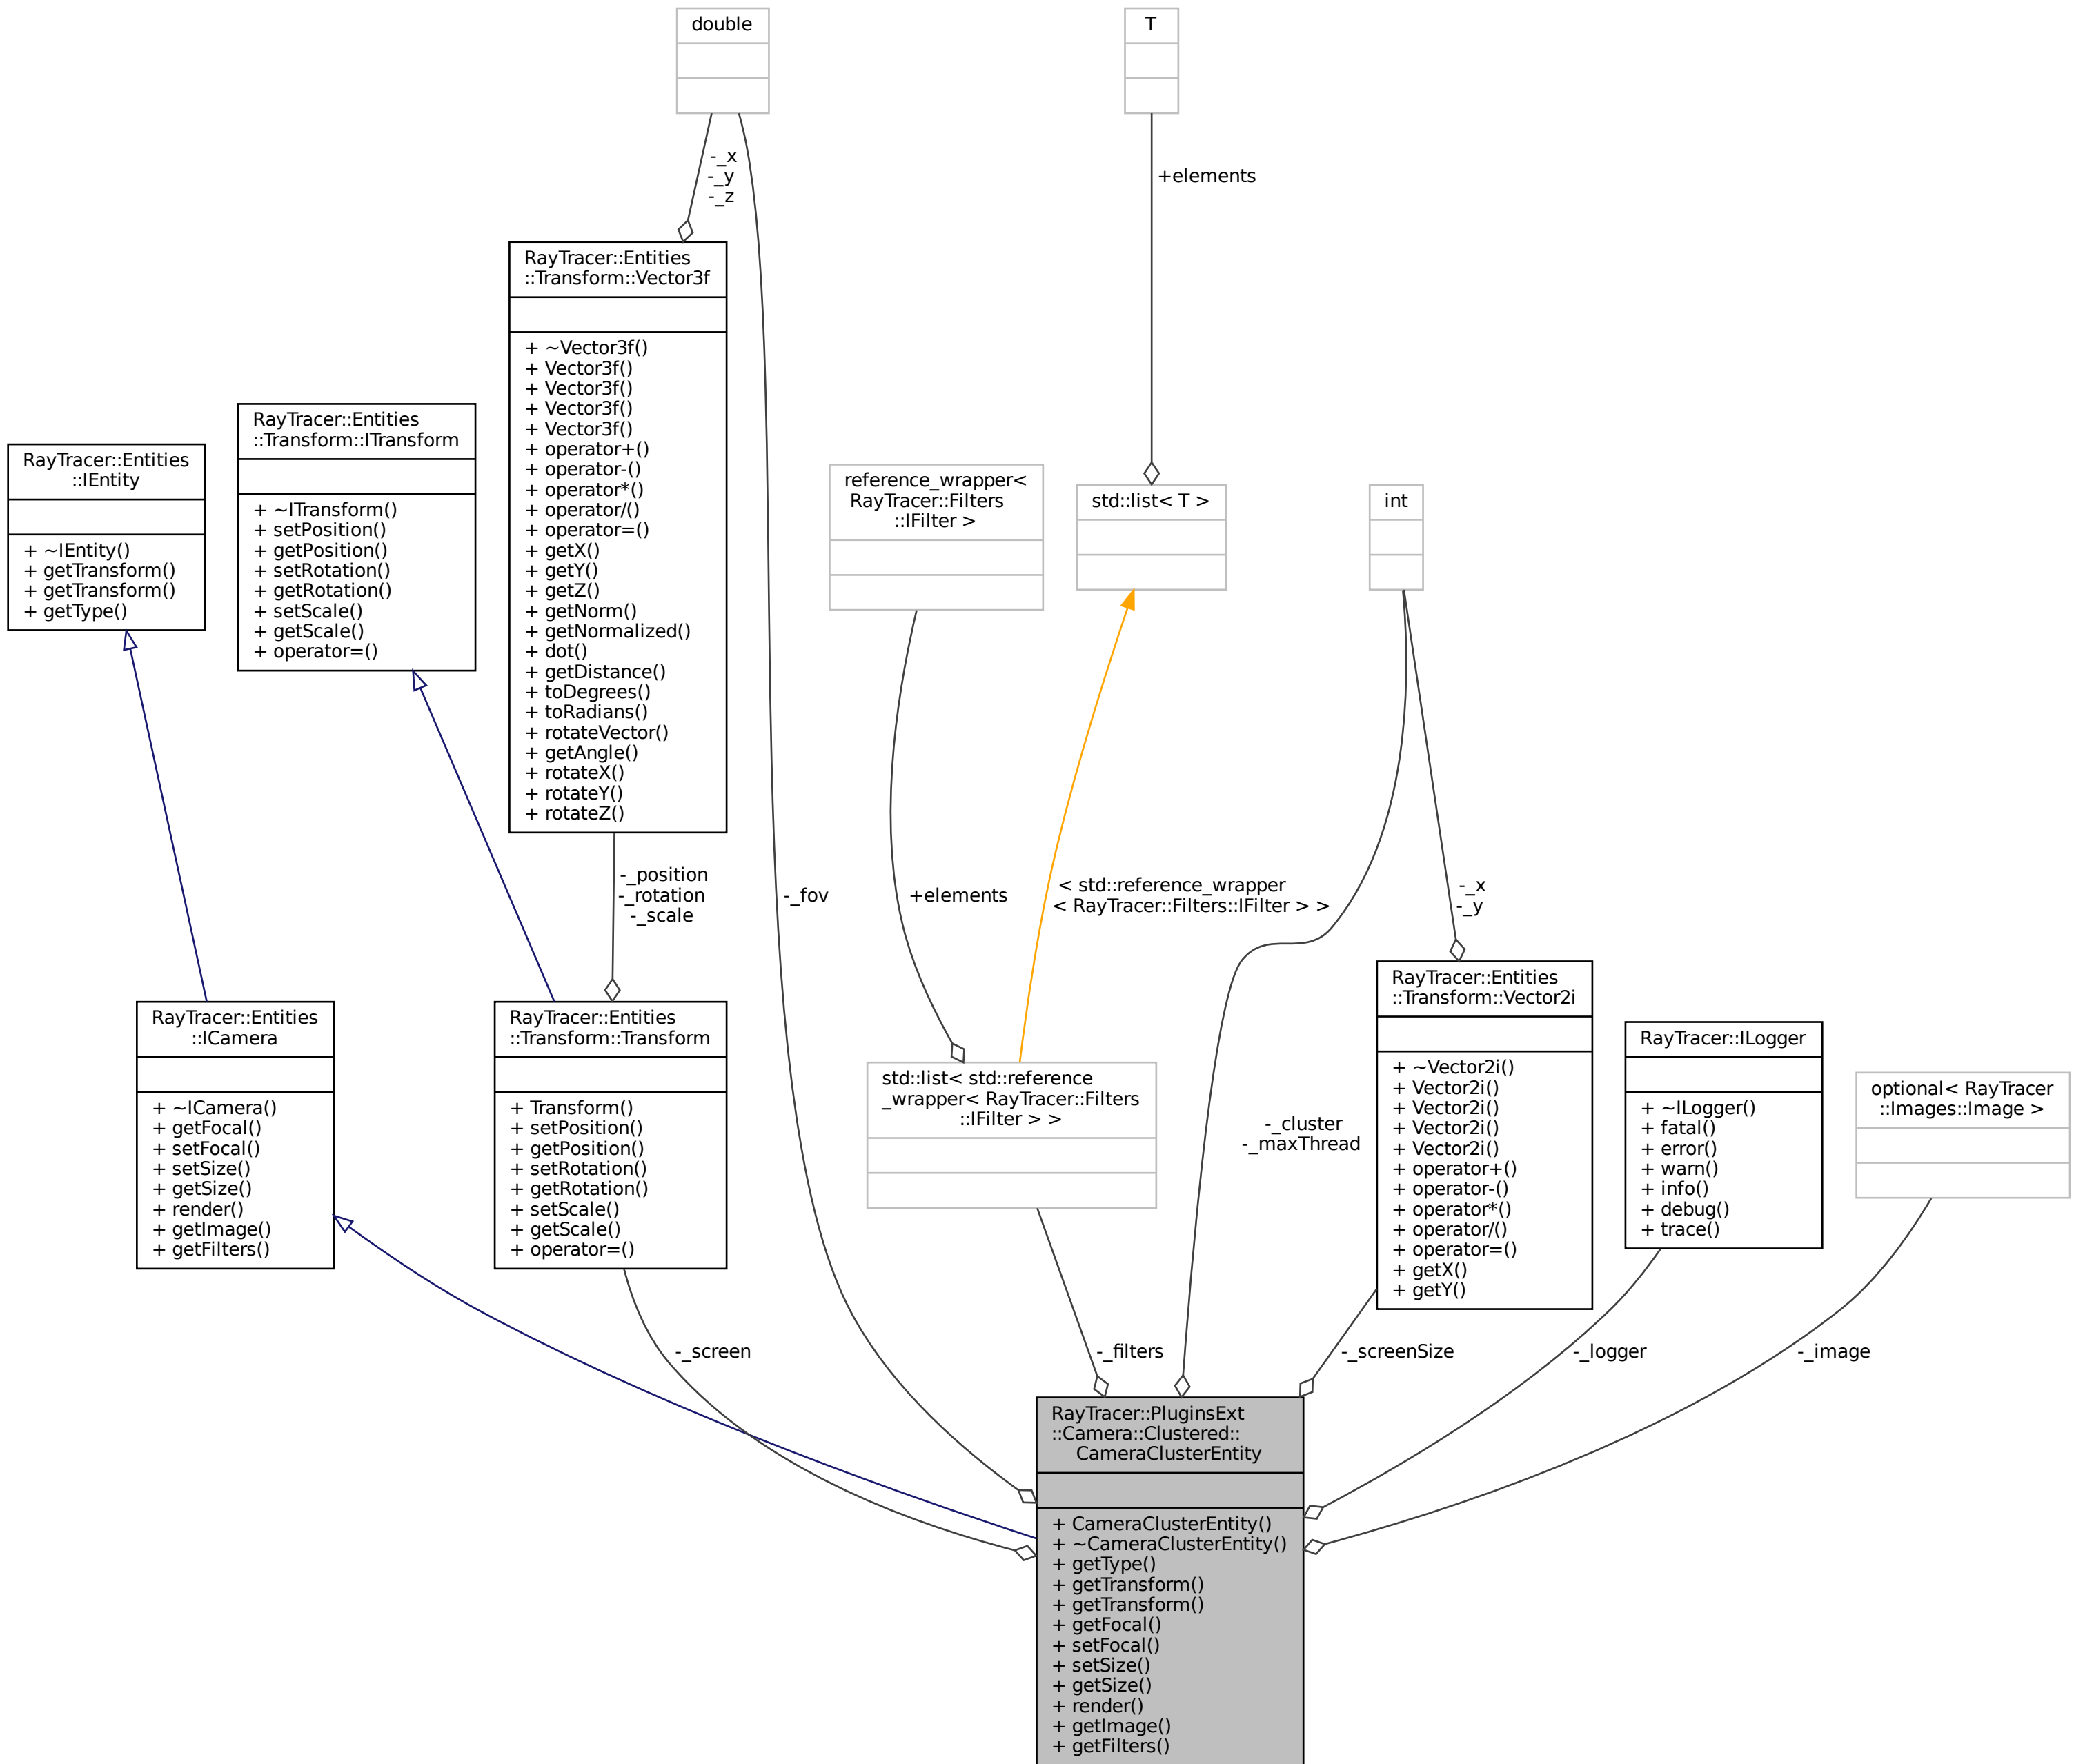 double
T
-_x
-_y
-_z
+elements
RayTracer::Entities
::Transform::Vector3f
+ ~Vector3f()
+ Vector3f()
+ Vector3f()
+ Vector3f()
+ Vector3f()
+ operator+()
+ operator-()
+ operator*()
+ operator/()
+ operator=()
+ getX()
+ getY()
+ getZ()
+ getNorm()
+ getNormalized()
+ dot()
+ getDistance()
+ toDegrees()
+ toRadians()
+ rotateVector()
+ getAngle()
+ rotateX()
+ rotateY()
+ rotateZ()
RayTracer::Entities
::Transform::ITransform
+ ~ITransform()
+ setPosition()
+ getPosition()
+ setRotation()
+ getRotation()
+ setScale()
+ getScale()
+ operator=()
RayTracer::Entities
::IEntity
+ ~IEntity()
+ getTransform()
+ getTransform()
+ getType()
reference_wrapper<
RayTracer::Filters
::IFilter >
std::list< T >
int
-_position
-_rotation
-_scale
-_fov
+elements
< std::reference_wrapper
< RayTracer::Filters::IFilter > >
-_x
-_y
RayTracer::Entities
::ICamera
+ ~ICamera()
+ getFocal()
+ setFocal()
+ setSize()
+ getSize()
+ render()
+ getImage()
+ getFilters()
RayTracer::Entities
::Transform::Transform
+ Transform()
+ setPosition()
+ getPosition()
+ setRotation()
+ getRotation()
+ setScale()
+ getScale()
+ operator=()
std::list< std::reference
_wrapper< RayTracer::Filters
::IFilter > >
-_cluster
-_maxThread
RayTracer::Entities
::Transform::Vector2i
+ ~Vector2i()
+ Vector2i()
+ Vector2i()
+ Vector2i()
+ Vector2i()
+ operator+()
+ operator-()
+ operator*()
+ operator/()
+ operator=()
+ getX()
+ getY()
RayTracer::ILogger
+ ~ILogger()
+ fatal()
+ error()
+ warn()
+ info()
+ debug()
+ trace()
optional< RayTracer
::Images::Image >
-_screen
-_filters
-_screenSize
-_logger
-_image
RayTracer::PluginsExt
::Camera::Clustered::
CameraClusterEntity
+ CameraClusterEntity()
+ ~CameraClusterEntity()
+ getType()
+ getTransform()
+ getTransform()
+ getFocal()
+ setFocal()
+ setSize()
+ getSize()
+ render()
+ getImage()
+ getFilters()